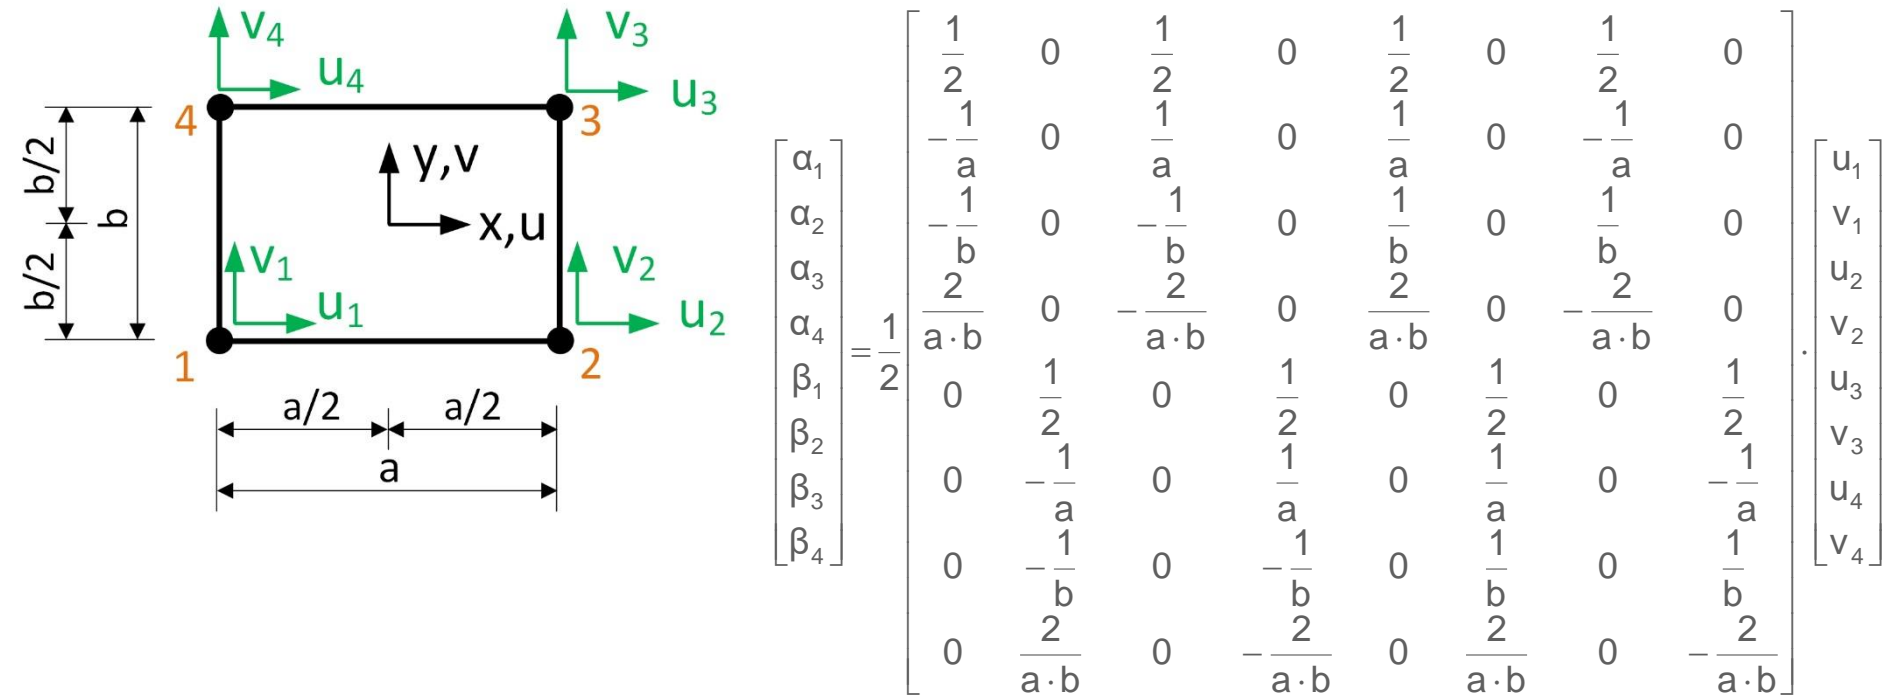 v₄ v₃
u₄ u₃
4 3
b/2
b
b/2
y,v
x,u
v₁ v₂
u₁ u₂
1 2
a/2 a/2
a
[α₁ α₂ α₃ α₄ β₁ β₂ β₃ β₄] = 1/2
1/2 0 1/2 0 1/2 0 1/2 0
-1/a 0 1/a 0 1/a 0 -1/a 0
-1/b 0 -1/b 0 1/b 0 1/b 0
2/(a·b) 0 -2/(a·b) 0 2/(a·b) 0 -2/(a·b) 0
0 1/2 0 1/2 0 1/2 0 1/2
0 -1/a 0 1/a 0 1/a 0 -1/a
0 -1/b 0 -1/b 0 1/b 0 1/b
0 2/(a·b) 0 -2/(a·b) 0 2/(a·b) 0 -2/(a·b)
· [u₁ v₁ u₂ v₂ u₃ v₃ u₄ v₄]